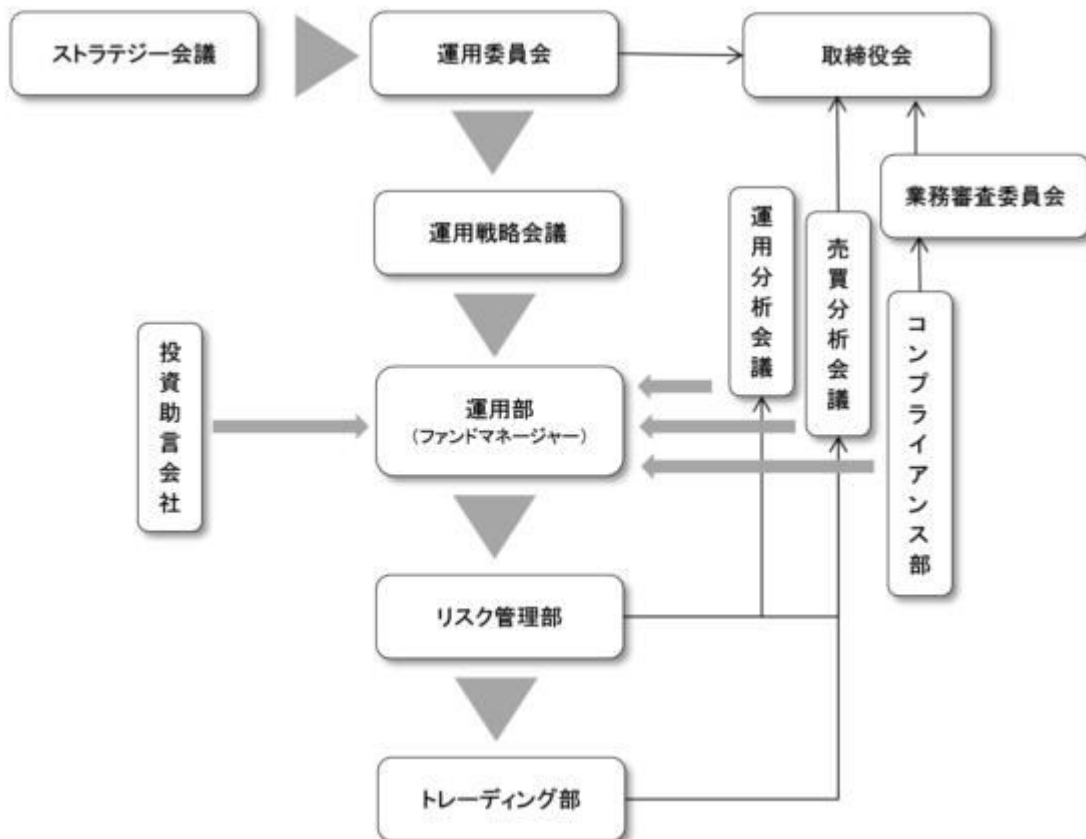 ストラテジー会議
運用委員会
取締役会
業務審査委員会
運用戦略会議
運用分析会議
売買分析会議
コンプライアンス部
投資助言会社
運用部
(ファンドマネージャー)
リスク管理部
トレーディング部